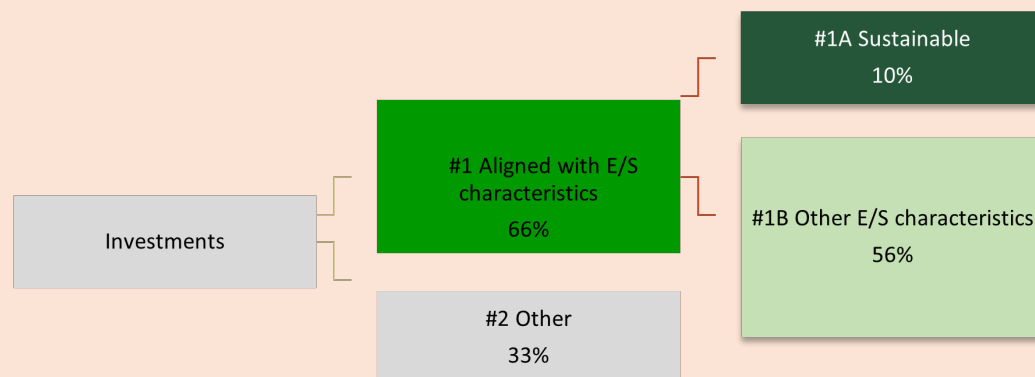 Investments
#1 Aligned with E/S
characteristics
66%
#2 Other
33%
#1A Sustainable
10%
#1B Other E/S characteristics
56%